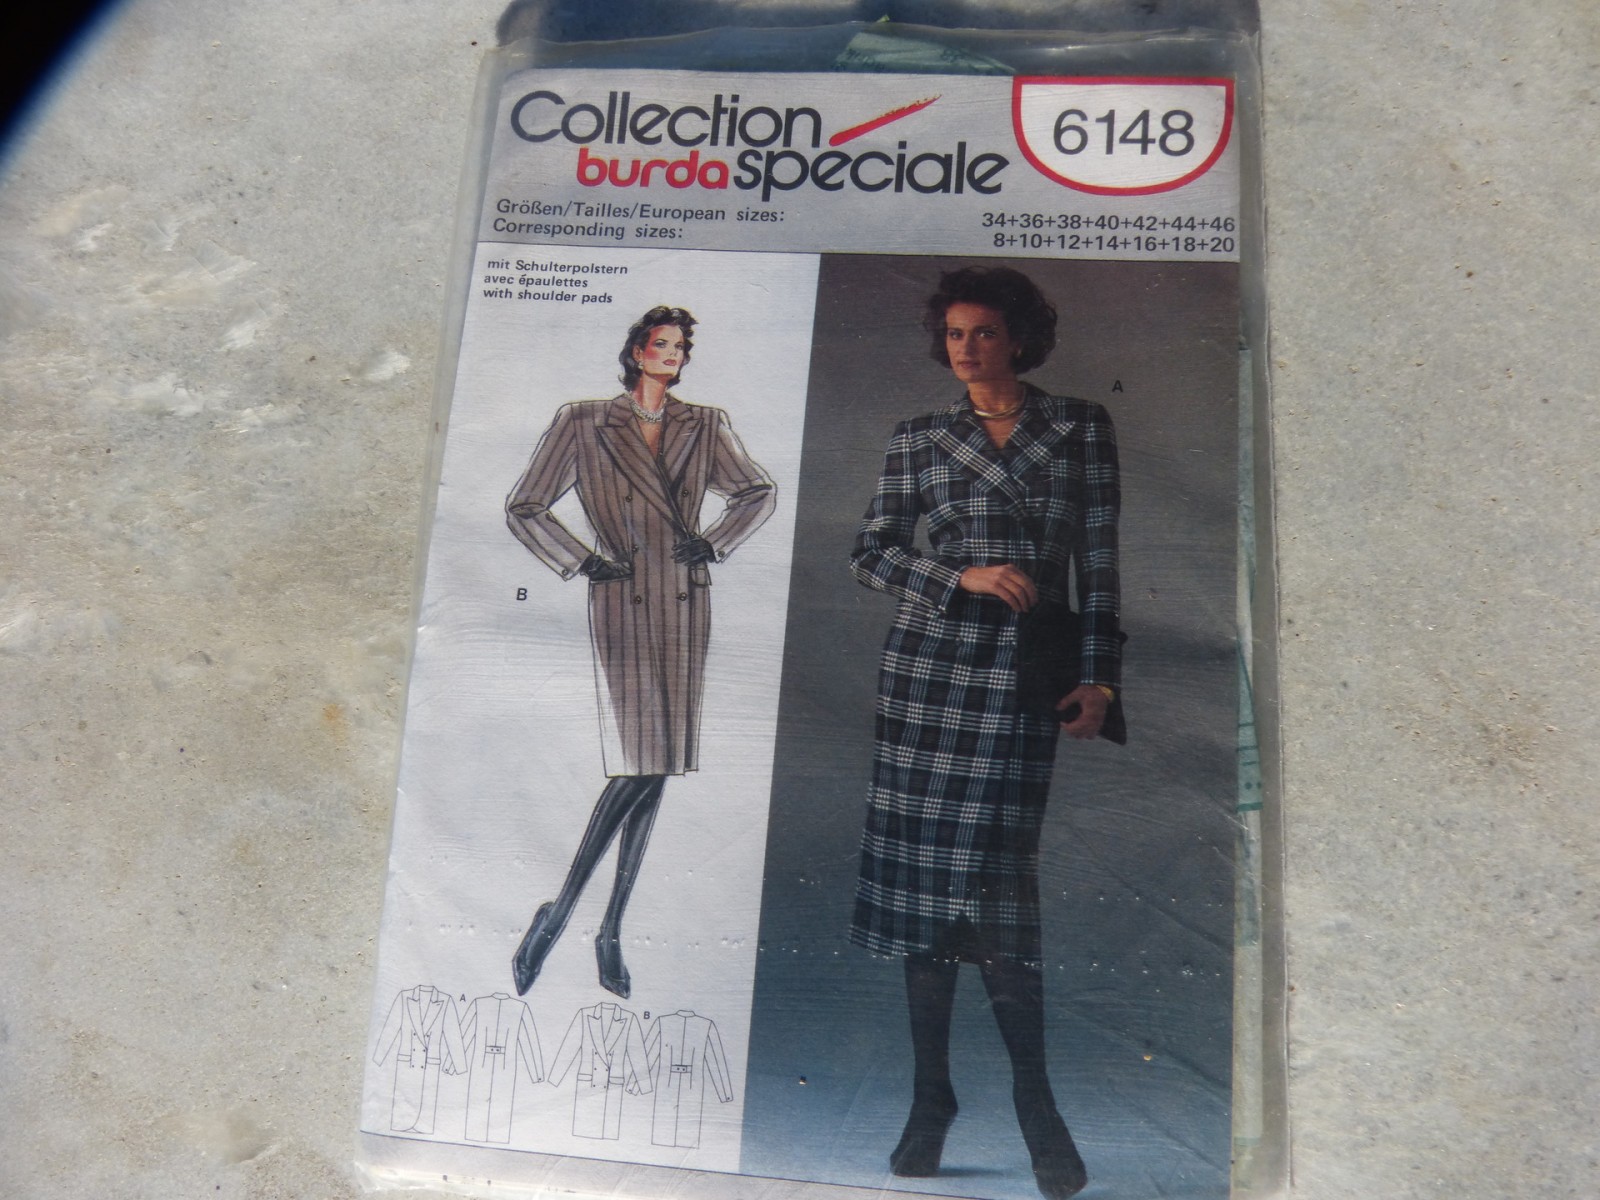 Collection
burda spéciale
6148
Größen/Tailles/European sizes: 34+36+38+40+42+44+46
Corresponding sizes: 8+10+12+14+16+18+20
mit Schulterpolstern
avec épaulettes
with shoulder pads
A
B
A
B